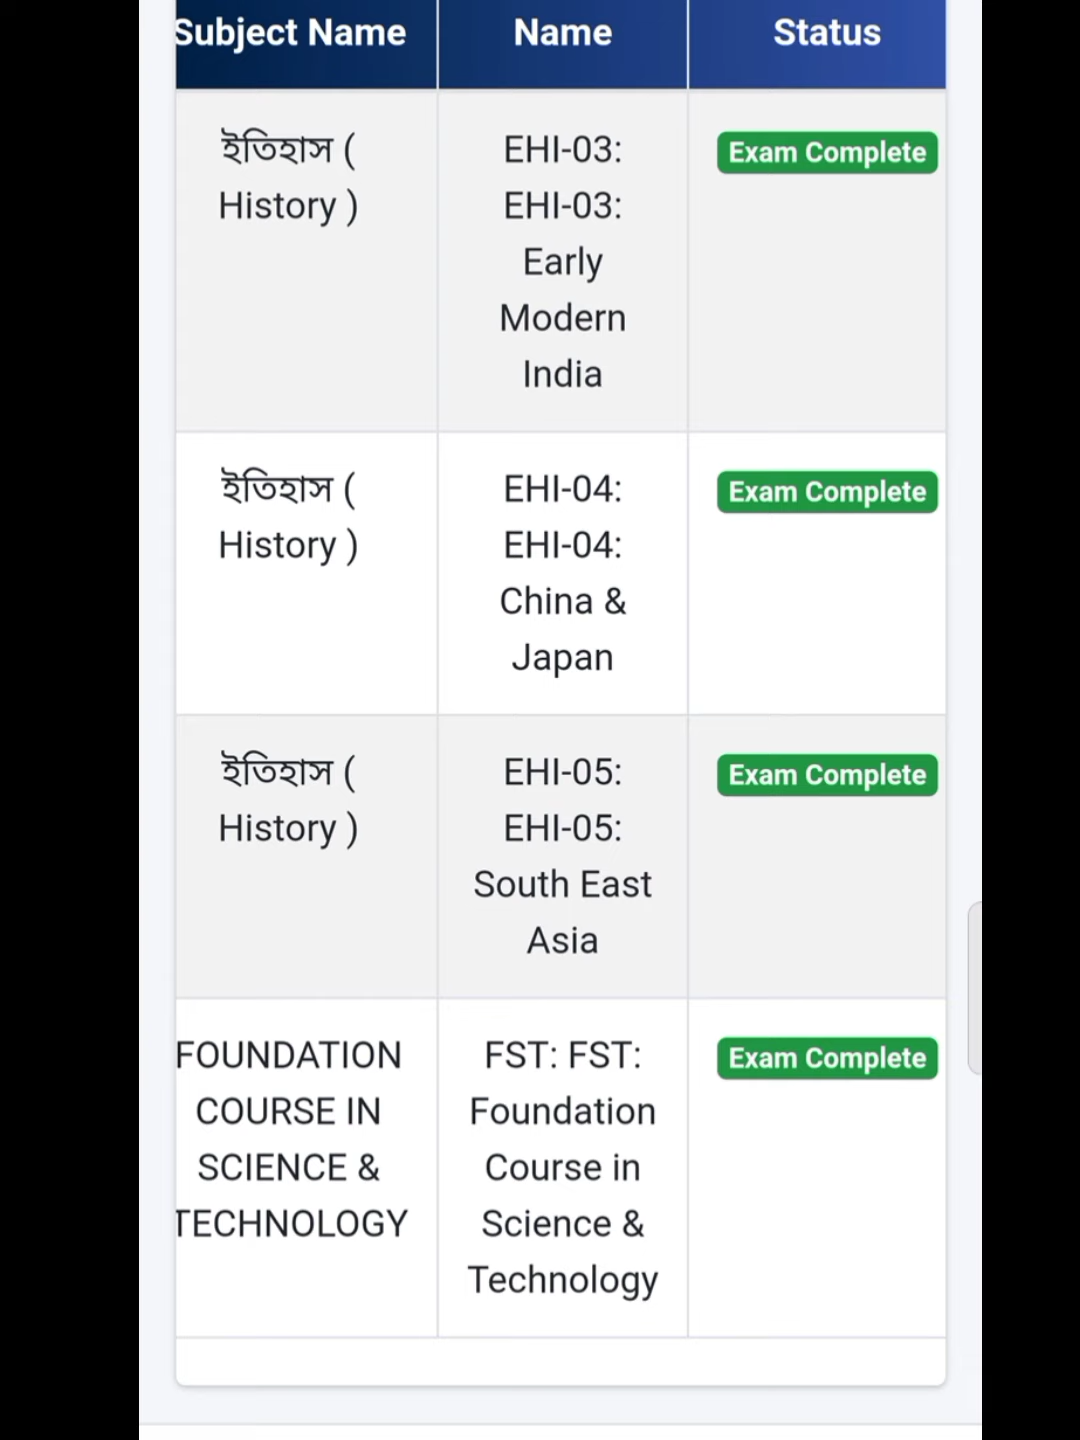 Subject Name
Name
Status
ইতিহাস (
History )
EHI-03:
EHI-03:
Early
Modern
India
Exam Complete
ইতিহাস (
History )
EHI-04:
EHI-04:
China &
Japan
Exam Complete
ইতিহাস (
History )
EHI-05:
EHI-05:
South East
Asia
Exam Complete
FOUNDATION
COURSE IN
SCIENCE &
TECHNOLOGY
FST: FST:
Foundation
Course in
Science &
Technology
Exam Complete